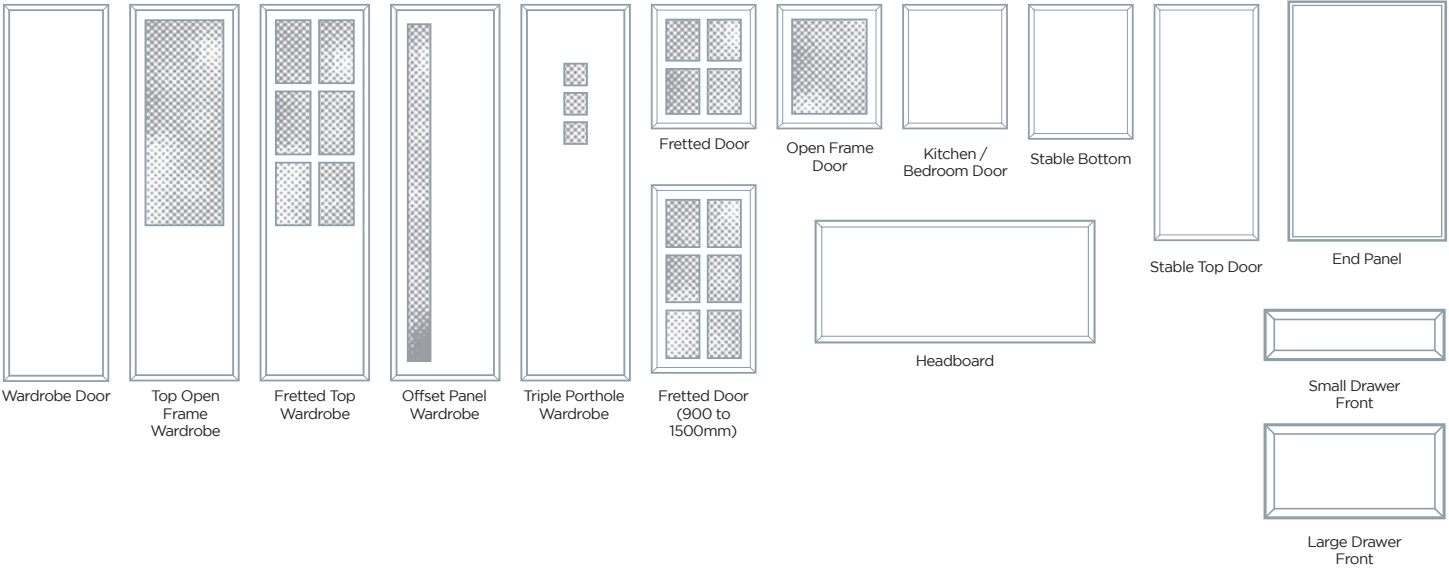 Fretted Door
Open Frame
Door
Kitchen /
Bedroom Door
Stable Bottom
Stable Top Door
End Panel
Headboard
Wardrobe Door
Top Open
Frame
Wardrobe
Fretted Top
Wardrobe
Offset Panel
Wardrobe
Triple Porthole
Wardrobe
Fretted Door
(900 to
1500mm)
Small Drawer
Front
Large Drawer
Front